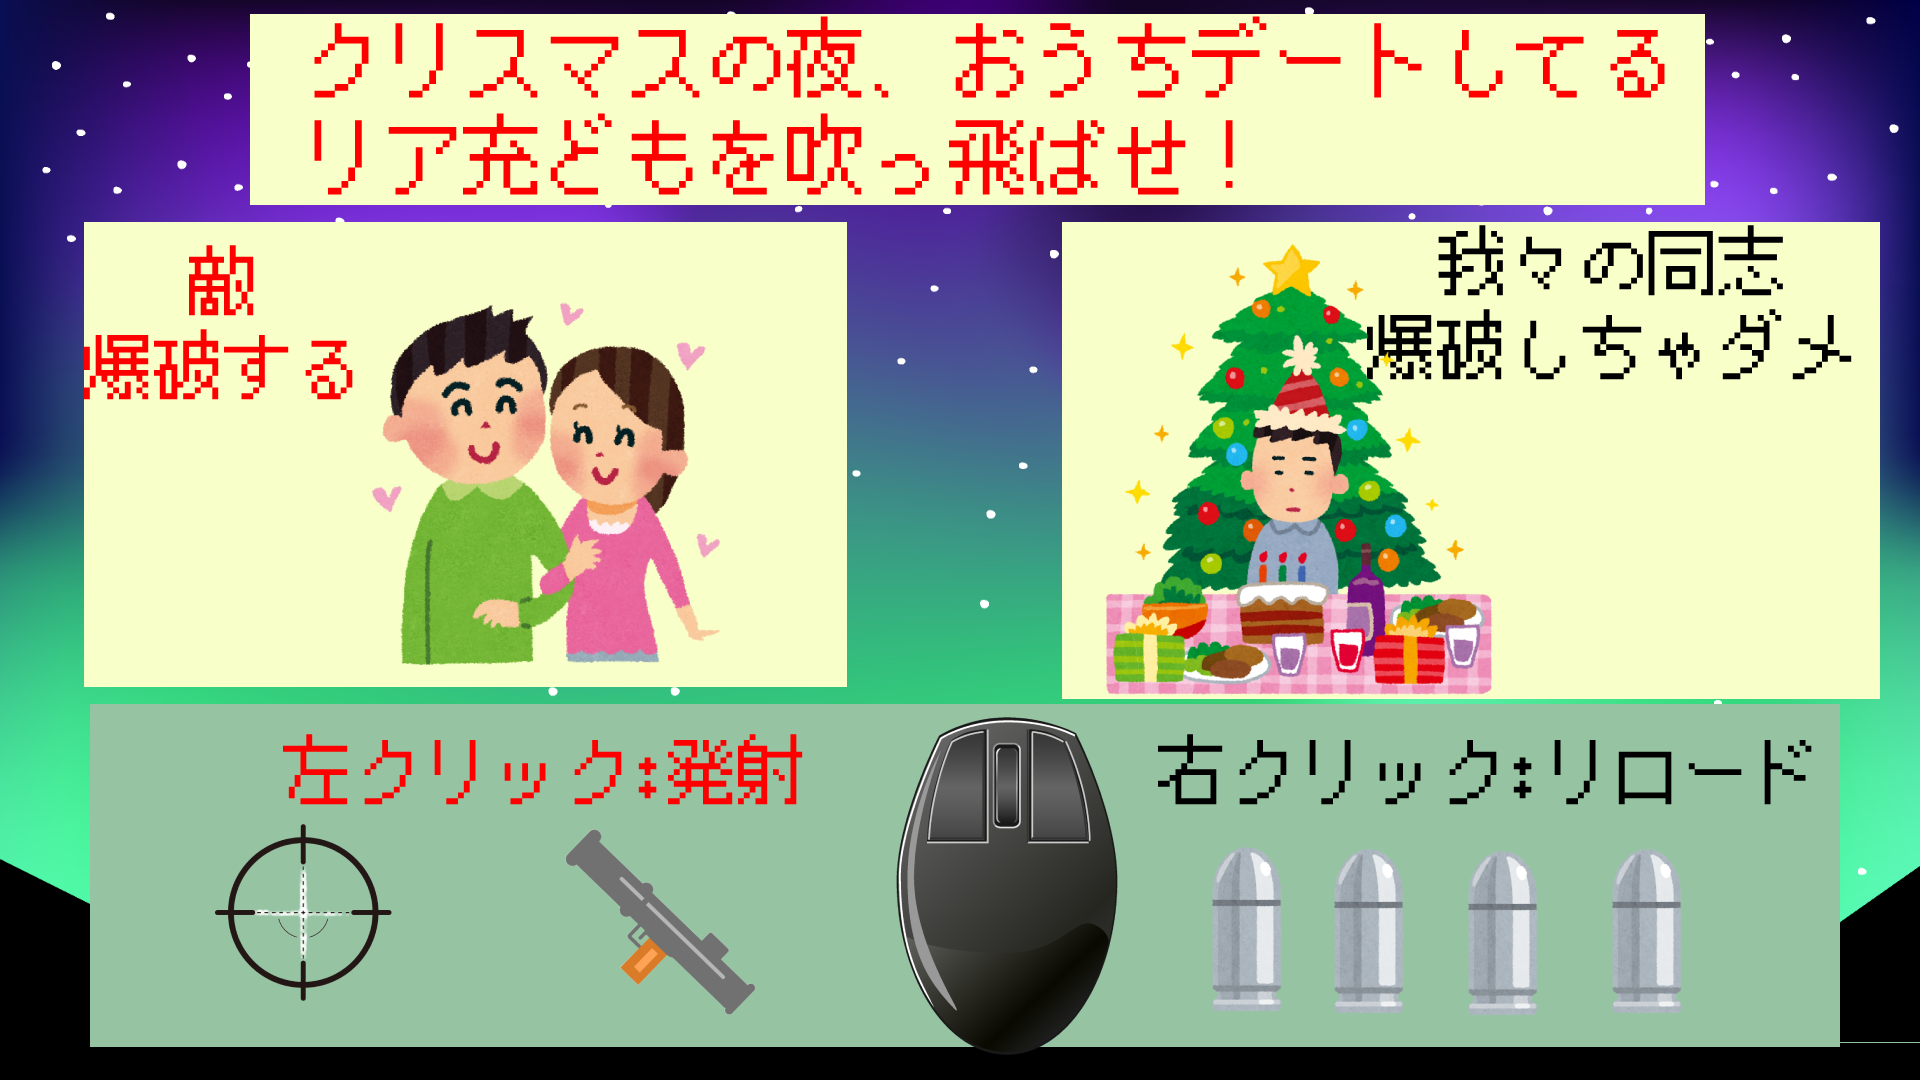 クリスマスの夜、おうちデートしてる
リア充どもを吹っ飛ばせ！
敵
爆破する
我々の同志
爆破しちゃダメ
左クリック:発射
右クリック:リロード